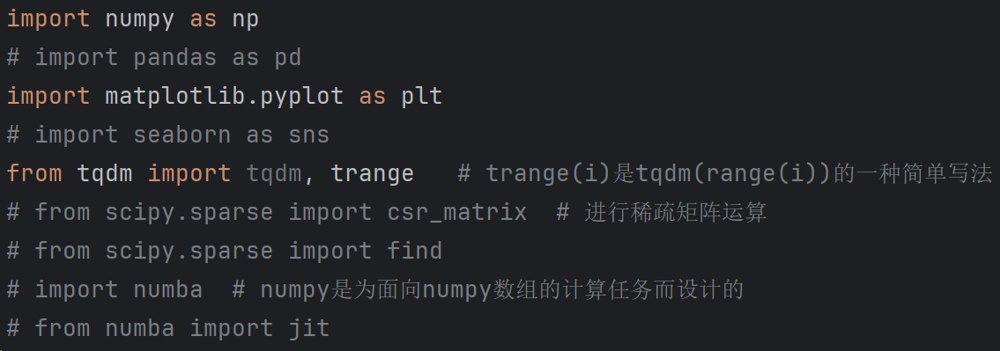 import numpy as np
# import pandas as pd
import matplotlib.pyplot as plt
# import seaborn as sns
from tqdm import tqdm, trange   # trange(i)是tqdm(range(i))的一种简单写法
# from scipy.sparse import csr_matrix  # 进行稀疏矩阵运算
# from scipy.sparse import find
# import numba  # numpy是为面向numpy数组的计算任务而设计的
# from numba import jit